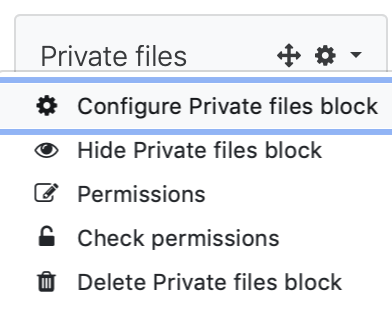 Private files
Configure Private files block
Hide Private files block
Permissions
Check permissions
Delete Private files block